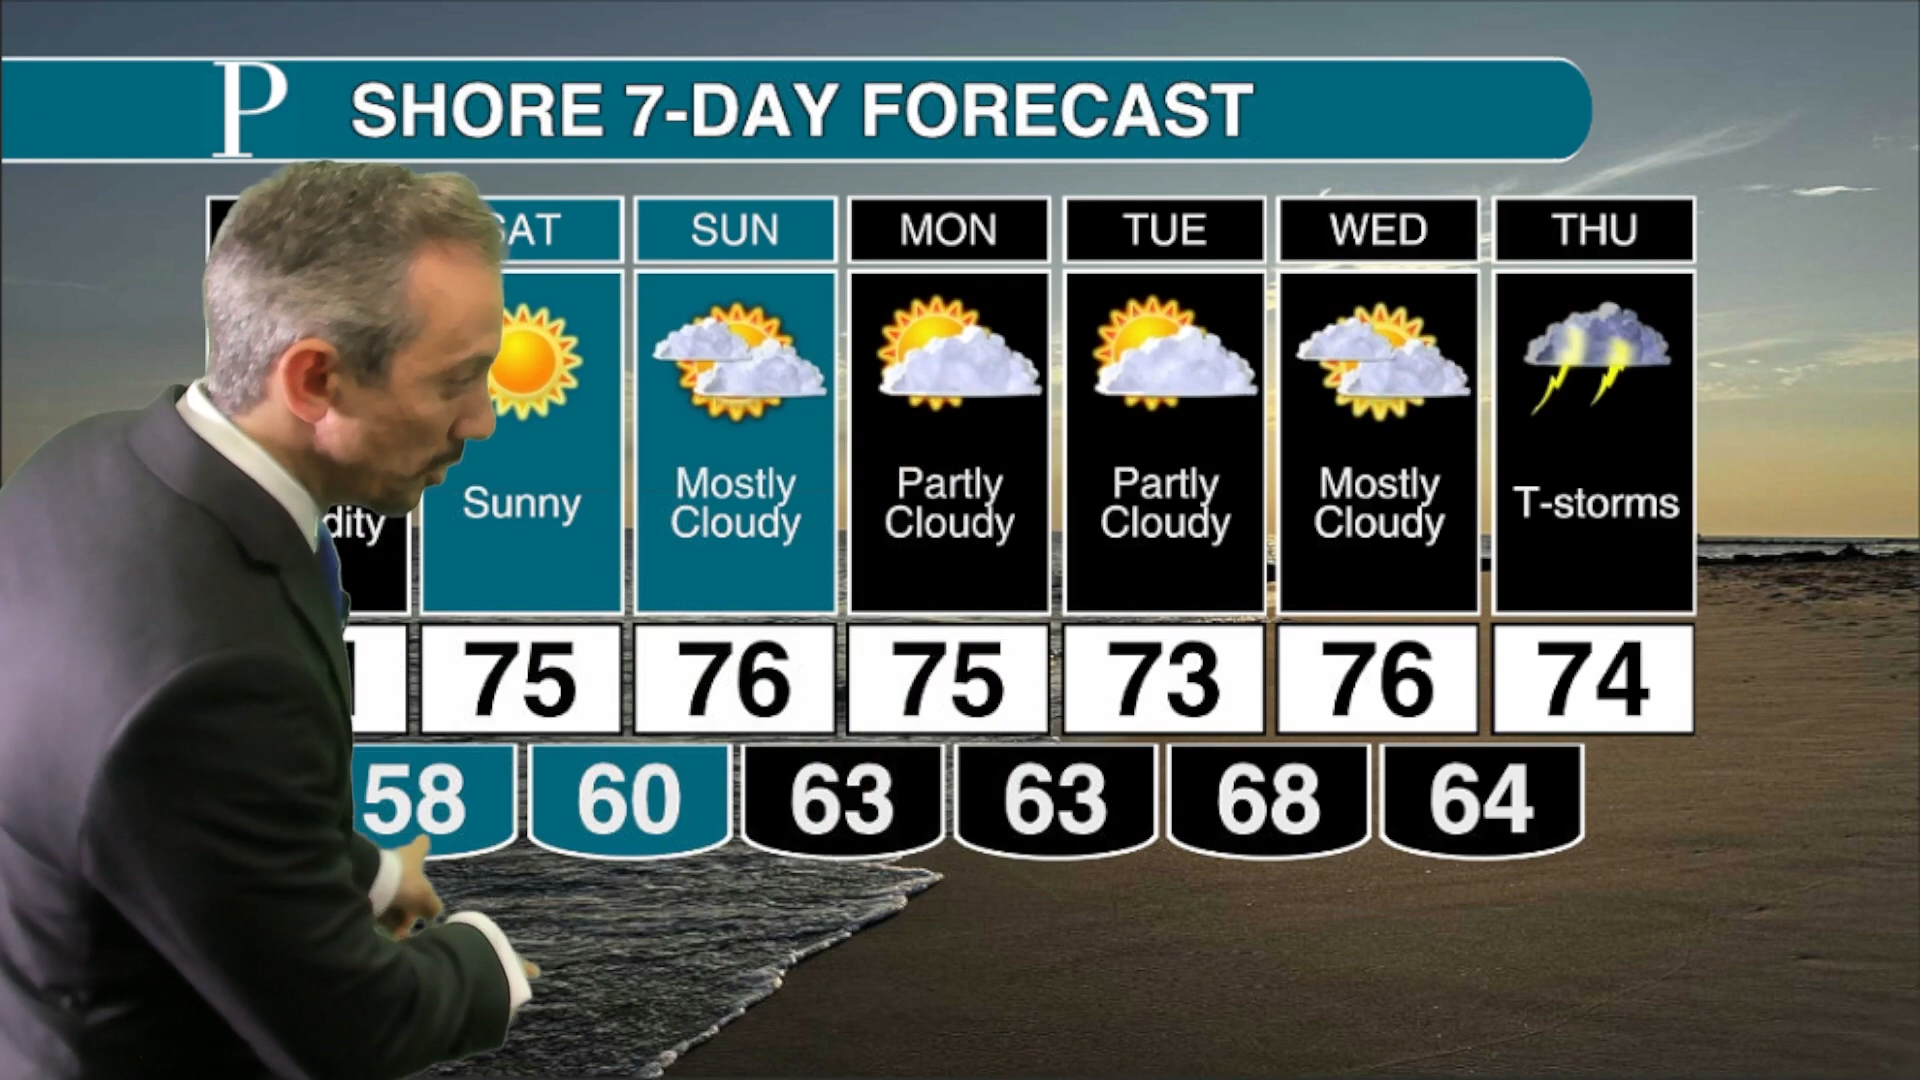 P SHORE 7-DAY FORECAST
SAT SUN MON TUE WED THU
Sunny Mostly Cloudy Partly Cloudy Partly Cloudy Mostly Cloudy T-storms
75 76 75 73 76 74
58 60 63 63 68 64